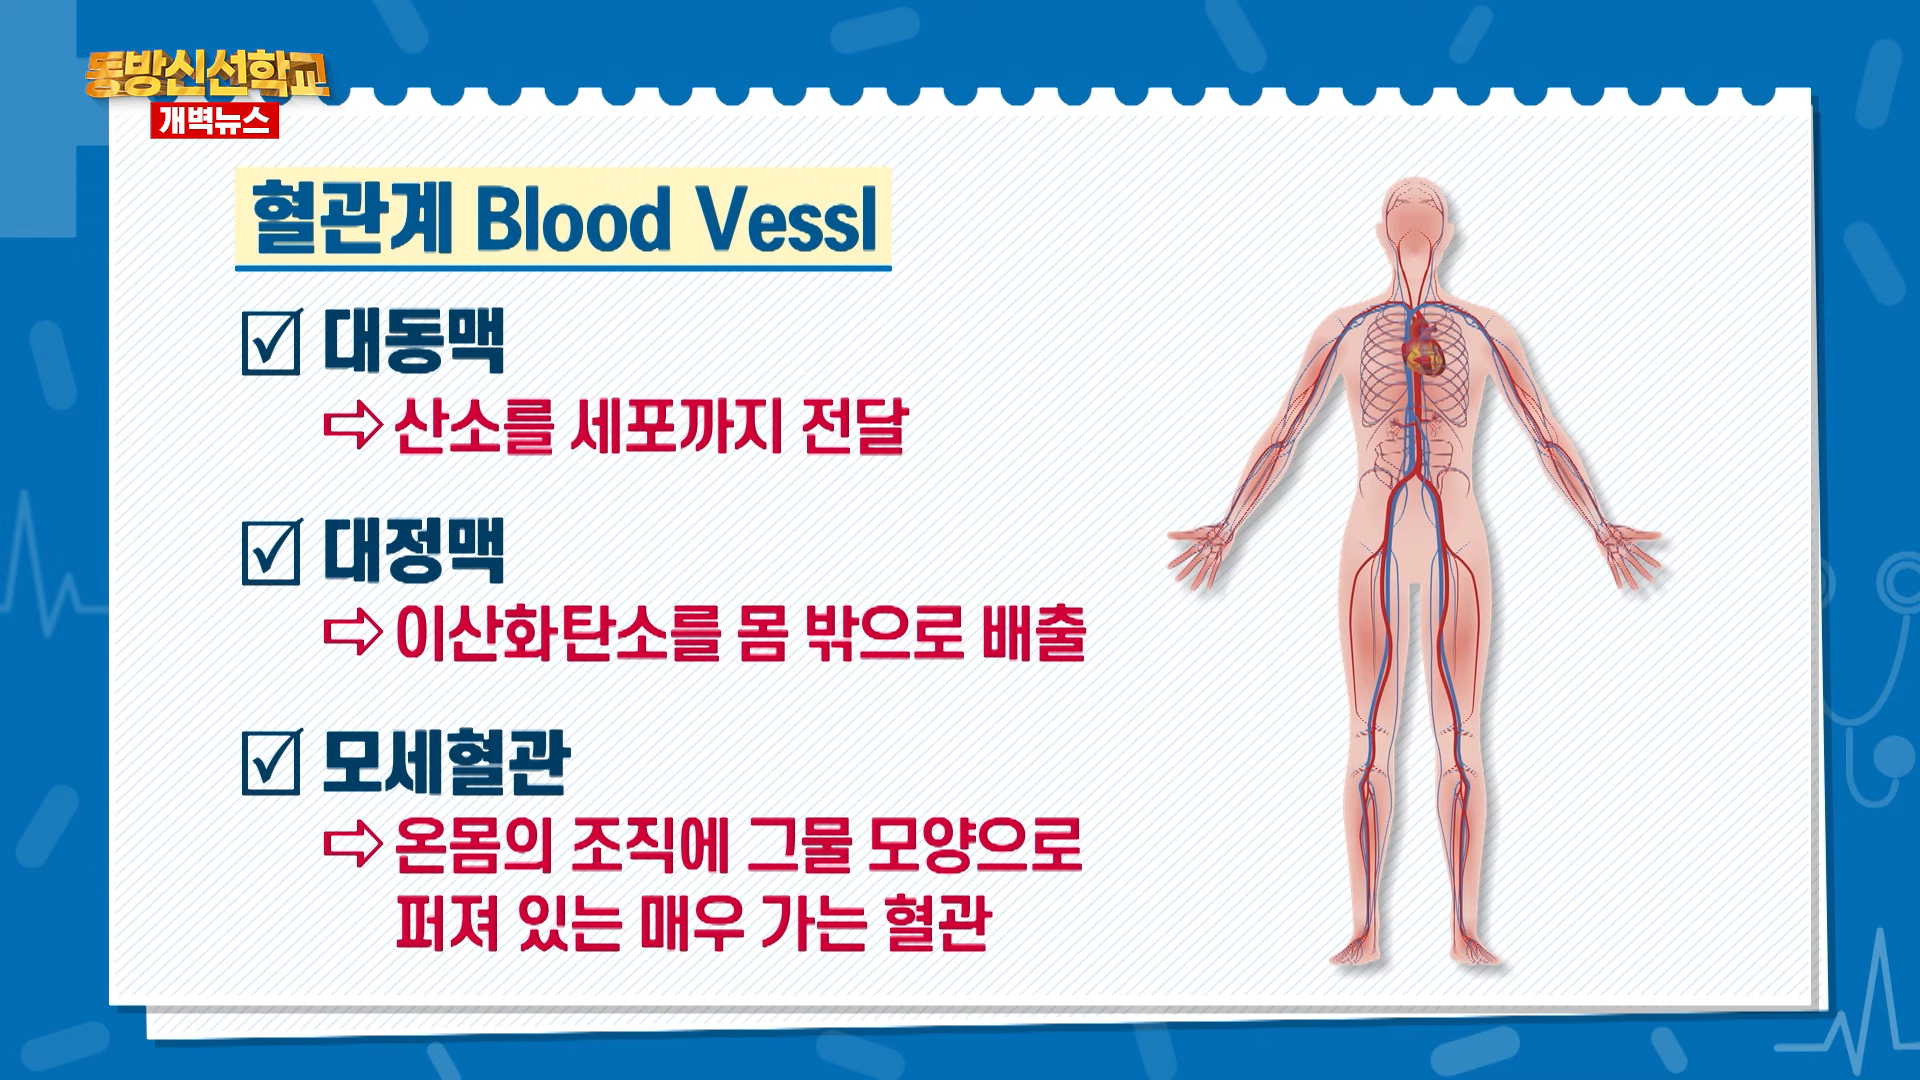 동방신선학교
개벽뉴스
혈관계 Blood Vessl
대동맥
산소를 세포까지 전달
대정맥
이산화탄소를 몸 밖으로 배출
모세혈관
온몸의 조직에 그물 모양으로
퍼져 있는 매우 가는 혈관